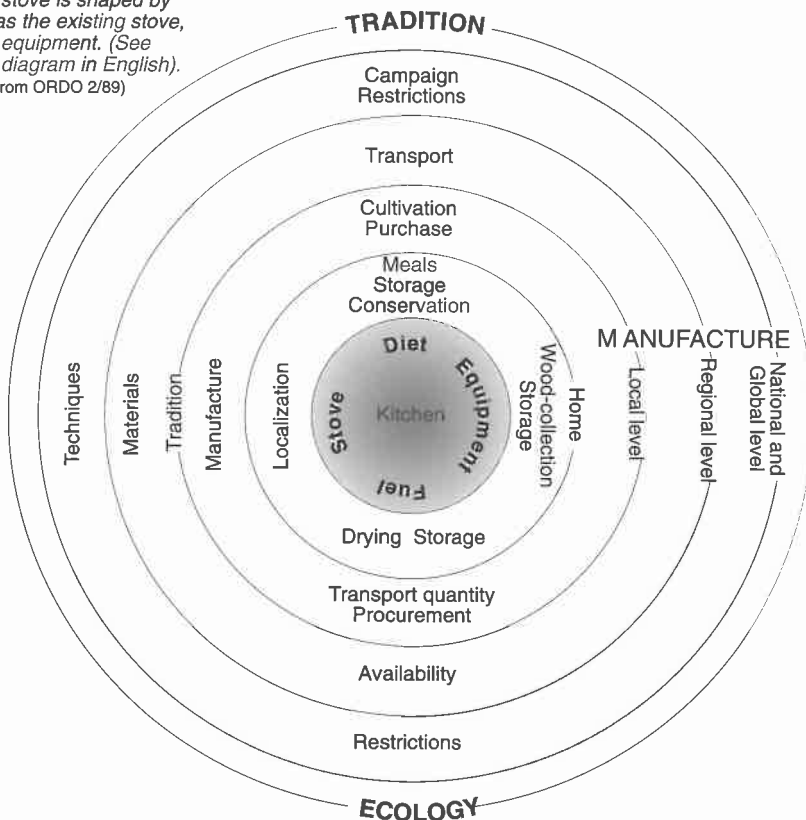 stove is shaped by
as the existing stove,
equipment. (See
diagram in English).
from ORDO 2/89)
TRADITION
Campaign
Restrictions
Transport
Cultivation
Purchase
Meals
Storage
Conservation
Diet
MANUFACTURE
Techniques
Materials
Tradition
Manufacture
Localization
Stove
Kitchen
Equipment
Wood-collection
Storage
Home
Local level
Regional level
National and
Global level
Fuel
Drying Storage
Transport quantity
Procurement
Availability
Restrictions
ECOLOGY